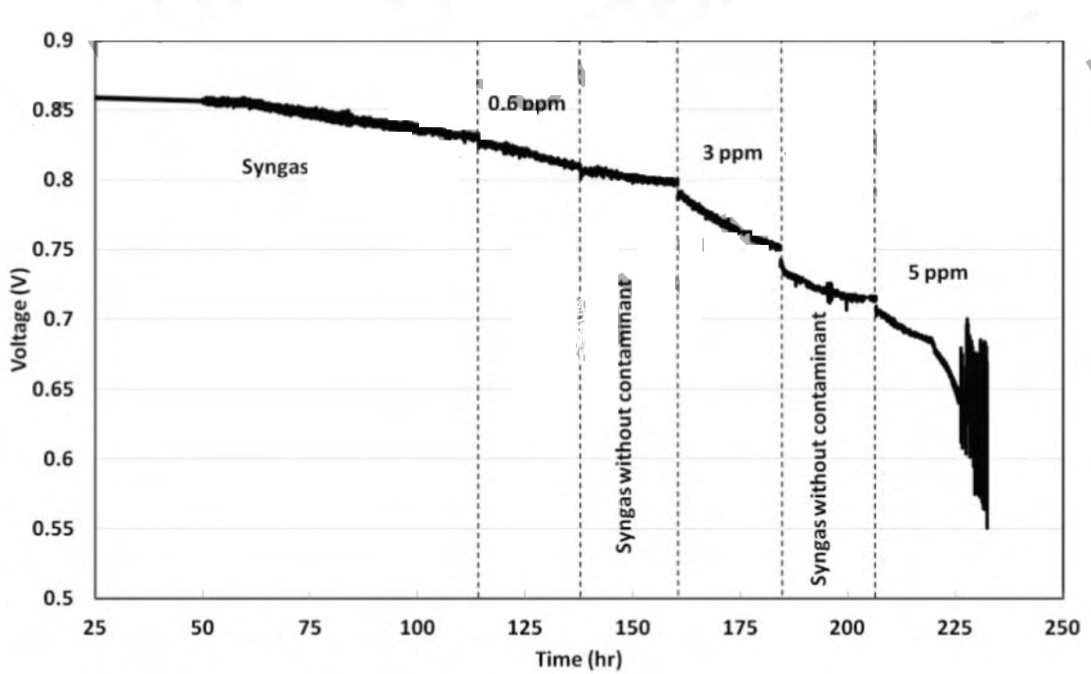 0.9
0.85
0.8
0.75
0.7
0.65
0.6
0.55
0.5
Voltage (V)
25 50 75 100 125 150 175 200 225 250
Time (hr)
Syngas
0.6 ppm
Syngas without contaminant
3 ppm
Syngas without contaminant
5 ppm